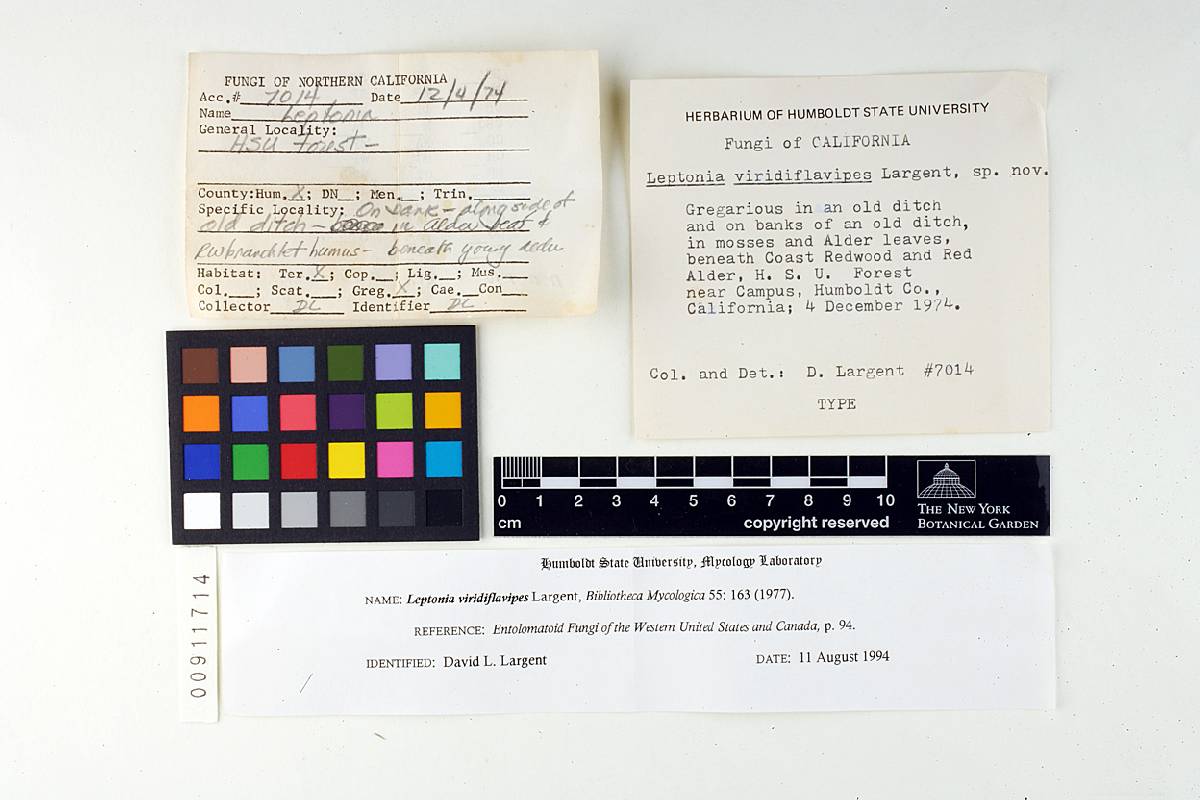 FUNGI OF NORTHERN CALIFORNIA
Acc.# 7014 Date 12/4/74
Name Leptonia
General Locality:
HSU forest -
County:Hum. X; DN__; Men.__; Trin.
Specific Locality: On bank - along side of
old ditch - in alder leaf &
Rwbranchlet humus - beneath young
Habitat: Ter. X; Cop.__; Lig.__; Mus.
Col.___; Scat.___; Greg. X; Cae.__Con
Collector DL Identifier DL
HERBARIUM OF HUMBOLDT STATE UNIVERSITY
Fungi of CALIFORNIA
Leptonia viridiflavipes Largent, sp. nov.
Gregarious in an old ditch
and on banks of an old ditch,
in mosses and Alder leaves,
beneath Coast Redwood and Red
Alder, H. S. U. Forest
near Campus, Humboldt Co.,
California; 4 December 1974.
Col. and Det.: D. Largent #7014
TYPE
0 1 2 3 4 5 6 7 8 9 10
cm copyright reserved
THE NEW YORK
BOTANICAL GARDEN
00911714
Humboldt State University, Mycology Laboratory
NAME: Leptonia viridiflavipes Largent, Bibliotheca Mycologica 55: 163 (1977).
REFERENCE: Entolomatoid Fungi of the Western United States and Canada, p. 94.
IDENTIFIED: David L. Largent DATE: 11 August 1994